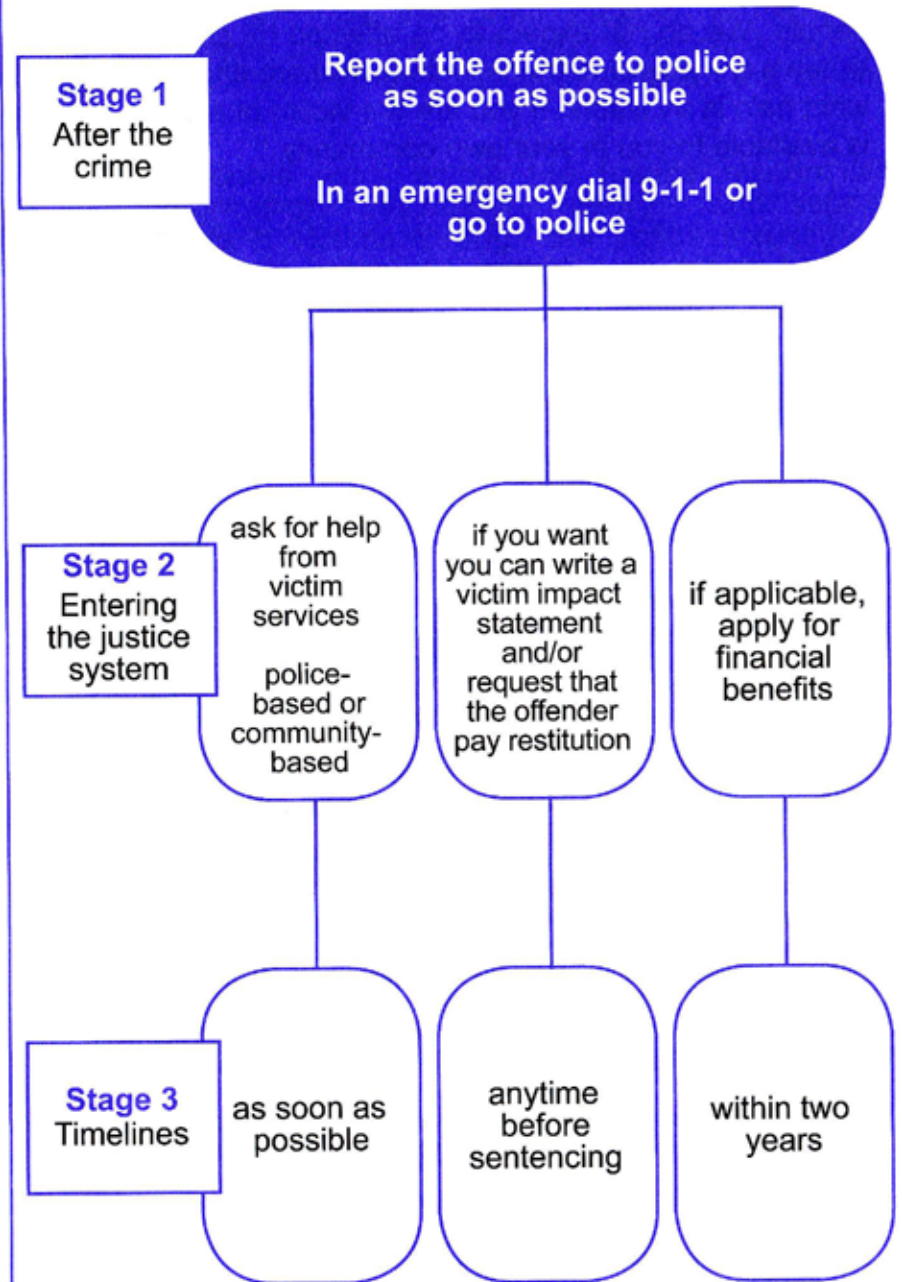 Stage 1
After the
crime
Report the offence to police
as soon as possible
In an emergency dial 9-1-1 or
go to police
Stage 2
Entering
the justice
system
ask for help
from
victim
services
police-
based or
community-
based
if you want
you can write a
victim impact
statement
and/or
request that
the offender
pay restitution
if applicable,
apply for
financial
benefits
Stage 3
Timelines
as soon as
possible
anytime
before
sentencing
within two
years